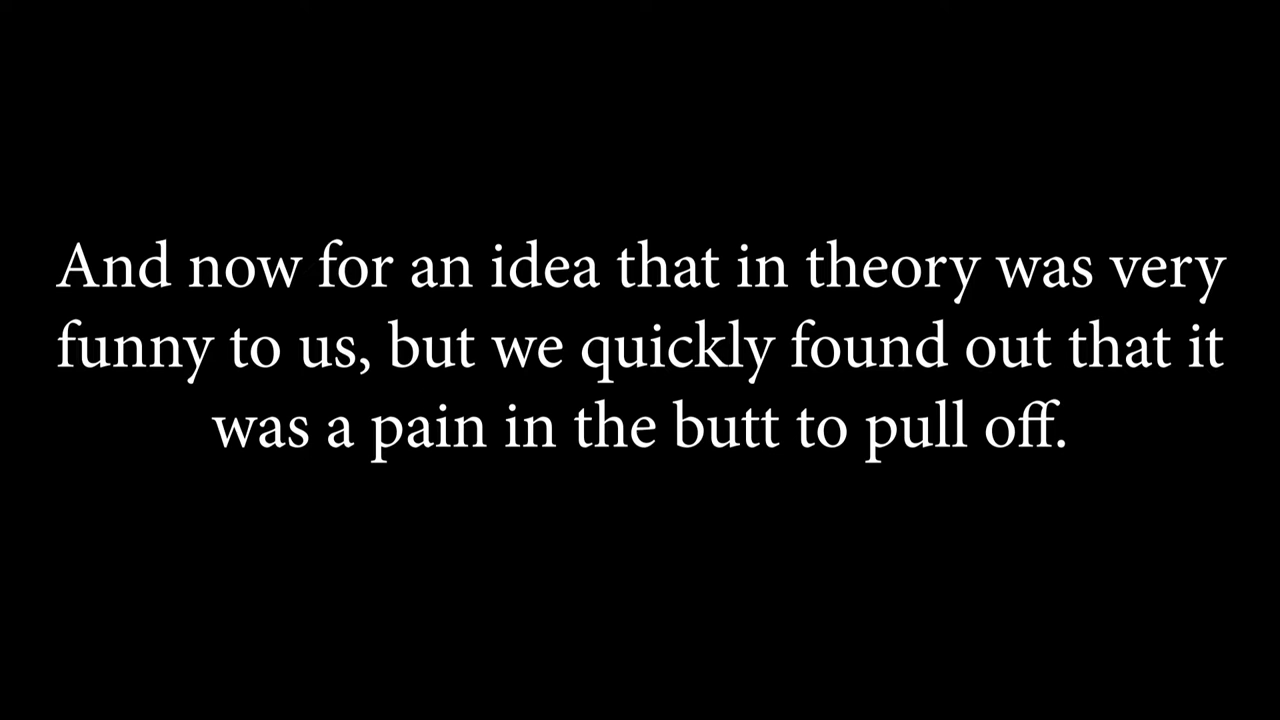 And now for an idea that in theory was very
funny to us, but we quickly found out that it
was a pain in the butt to pull off.